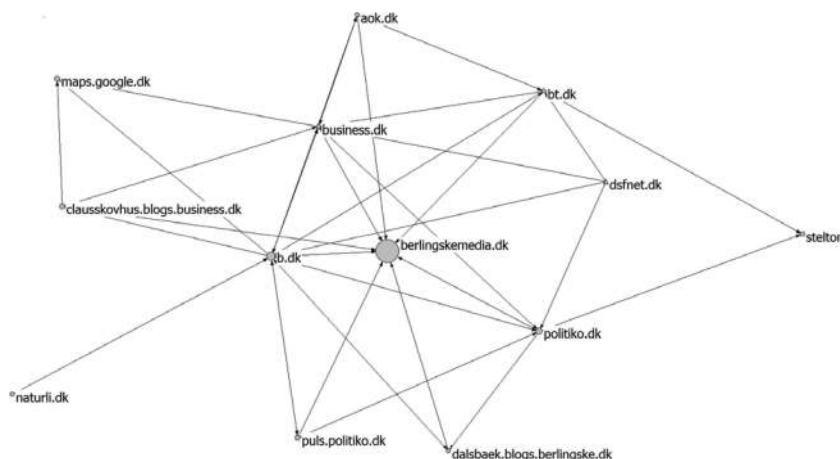 aok.dk
maps.google.dk
bt.dk
business.dk
dsfnet.dk
clausskovhus.blogs.business.dk
stelton
berlingskemedia.dk
b.dk
politiko.dk
naturli.dk
puls.politiko.dk
dalsbaek.blogs.berlingske.dk